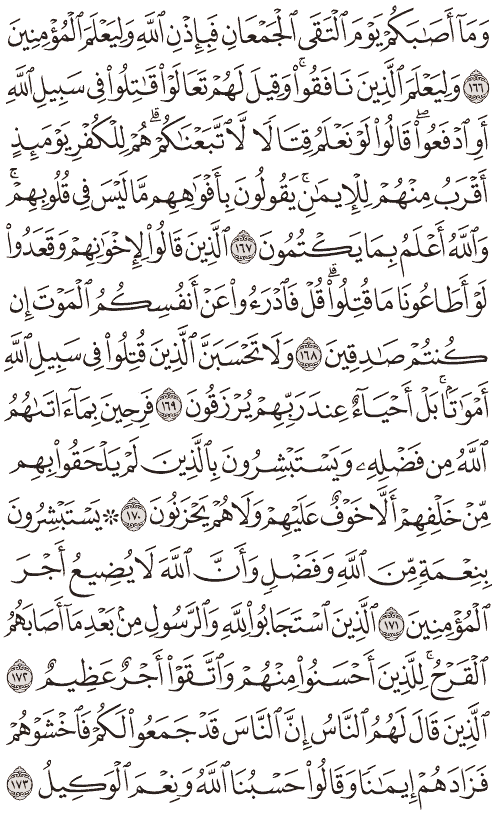 وَمَآ أَصَٰبَكُمْ يَوْمَ ٱلْتَقَى ٱلْجَمْعَانِ فَبِإِذْنِ ٱللَّهِ وَلِيَعْلَمَ ٱلْمُؤْمِنِينَ
١٦٦ وَلِيَعْلَمَ ٱلَّذِينَ نَافَقُوا۟ ۚ وَقِيلَ لَهُمْ تَعَالَوْا۟ قَٰتِلُوا۟ فِى سَبِيلِ ٱللَّهِ
أَوِ ٱدْفَعُوا۟ ۖ قَالُوا۟ لَوْ نَعْلَمُ قِتَالًا لَّٱتَّبَعْنَٰكُمْ ۗ هُمْ لِلْكُفْرِ يَوْمَئِذٍ
أَقْرَبُ مِنْهُمْ لِلْإِيمَٰنِ ۚ يَقُولُونَ بِأَفْوَٰهِهِم مَّا لَيْسَ فِى قُلُوبِهِمْ ۗ
وَٱللَّهُ أَعْلَمُ بِمَا يَكْتُمُونَ ١٦٧ ٱلَّذِينَ قَالُوا۟ لِإِخْوَٰنِهِمْ وَقَعَدُوا۟
لَوْ أَطَاعُونَا مَا قُتِلُوا۟ ۗ قُلْ فَٱدْرَءُوا۟ عَنْ أَنفُسِكُمُ ٱلْمَوْتَ إِن
كُنتُمْ صَٰدِقِينَ ١٦٨ وَلَا تَحْسَبَنَّ ٱلَّذِينَ قُتِلُوا۟ فِى سَبِيلِ ٱللَّهِ
أَمْوَٰتًۢا ۚ بَلْ أَحْيَآءٌ عِندَ رَبِّهِمْ يُرْزَقُونَ ١٦٩ فَرِحِينَ بِمَآ ءَاتَىٰهُمُ
ٱللَّهُ مِن فَضْلِهِۦ وَيَسْتَبْشِرُونَ بِٱلَّذِينَ لَمْ يَلْحَقُوا۟ بِهِم
مِّنْ خَلْفِهِمْ أَلَّا خَوْفٌ عَلَيْهِمْ وَلَا هُمْ يَحْزَنُونَ ١٧٠ ۞ يَسْتَبْشِرُونَ
بِنِعْمَةٍ مِّنَ ٱللَّهِ وَفَضْلٍ وَأَنَّ ٱللَّهَ لَا يُضِيعُ أَجْرَ
ٱلْمُؤْمِنِينَ ١٧١ ٱلَّذِينَ ٱسْتَجَابُوا۟ لِلَّهِ وَٱلرَّسُولِ مِنۢ بَعْدِ مَآ أَصَابَهُمُ
ٱلْقَرْحُ ۚ لِلَّذِينَ أَحْسَنُوا۟ مِنْهُمْ وَٱتَّقَوْا۟ أَجْرٌ عَظِيمٌ ١٧٢
ٱلَّذِينَ قَالَ لَهُمُ ٱلنَّاسُ إِنَّ ٱلنَّاسَ قَدْ جَمَعُوا۟ لَكُمْ فَٱخْشَوْهُمْ
فَزَادَهُمْ إِيمَٰنًا وَقَالُوا۟ حَسْبُنَا ٱللَّهُ وَنِعْمَ ٱلْوَكِيلُ ١٧٣